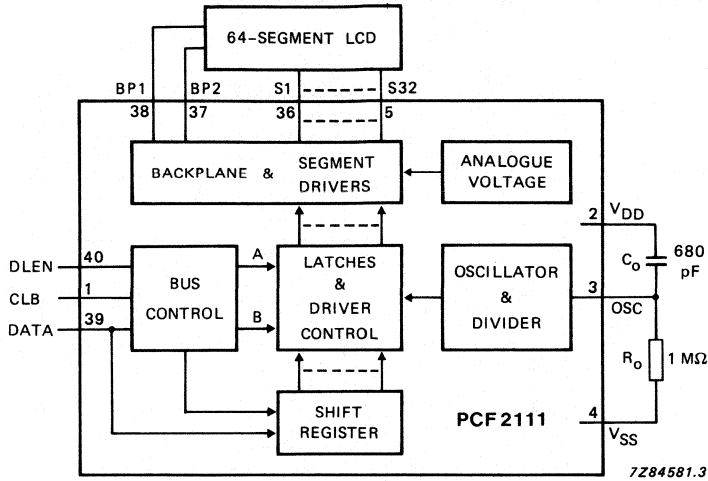 64-SEGMENT LCD
BP1 BP2 S1 S32
38 37 36 5
BACKPLANE & SEGMENT DRIVERS
ANALOGUE VOLTAGE
2 VDD
DLEN 40
CLB 1
DATA 39
BUS CONTROL
A
B
LATCHES & DRIVER CONTROL
OSCILLATOR & DIVIDER
Co 680 pF
3 OSC
Ro 1 MΩ
SHIFT REGISTER
PCF2111
4 VSS
7Z84581.3